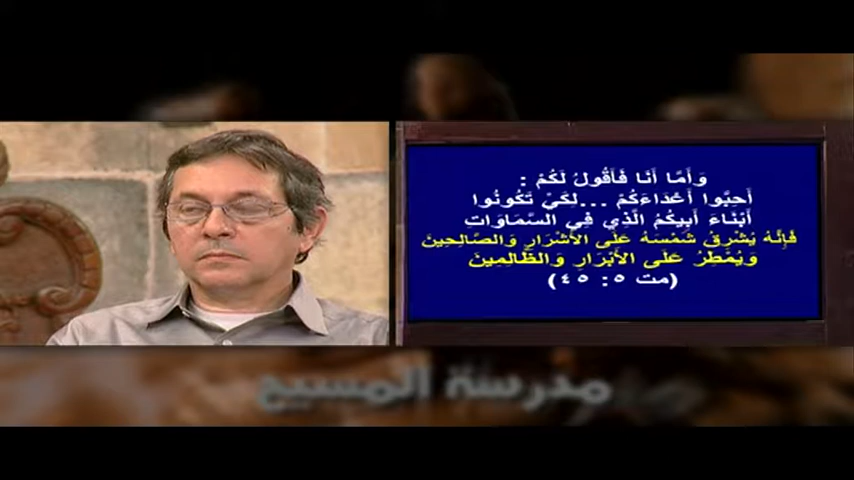 وَأَمَّا أَنَا فَأَقُولُ لَكُمْ :
أَحِبُّوا أَعْدَاءَكُمْ ...لِكَيْ تَكُونُوا
أَبْنَاءَ أَبِيكُمُ الَّذِي فِي السَّمَاوَاتِ
فَإِنَّهُ يُشْرِقُ شَمْسَهُ عَلَى الأَشْرَارِ وَالصَّالِحِينَ
وَيُمْطِرُ عَلَى الأَبْرَارِ وَالظَّالِمِينَ
(مت ٥: ٤٥)
مدرسة المسيح